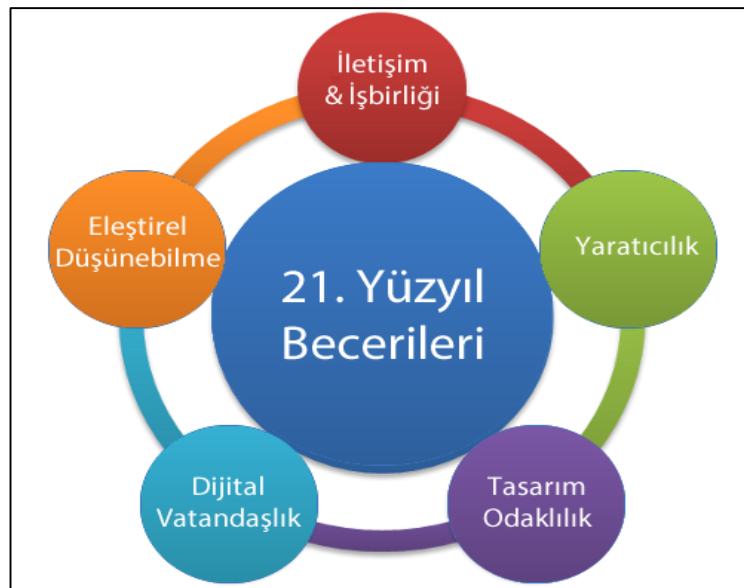 İletişim
& İşbirliği
Yaratıcılık
Tasarım
Odaklılık
Dijital
Vatandaşlık
Eleştirel
Düşünebilme
21. Yüzyıl
Becerileri